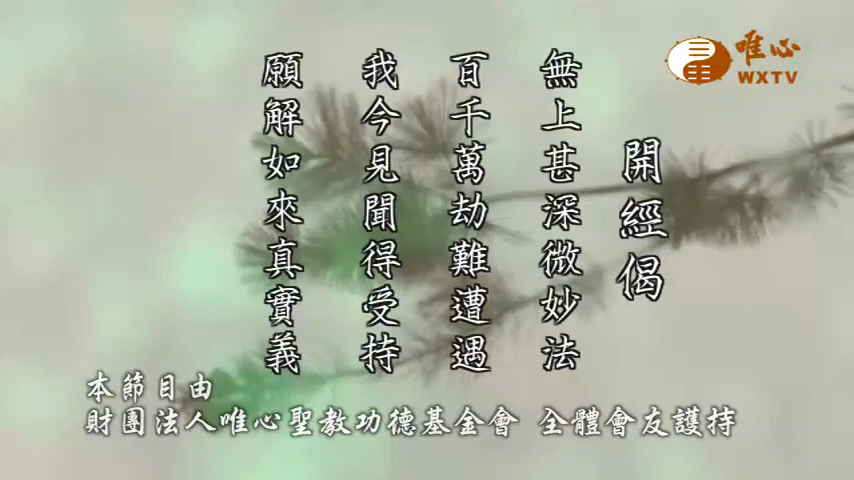 唯心
WXTV
開經偈
無上甚深微妙法
百千萬劫難遭遇
我今見聞得受持
願解如來真實義
本節目由
財團法人唯心聖教功德基金會 全體會友護持